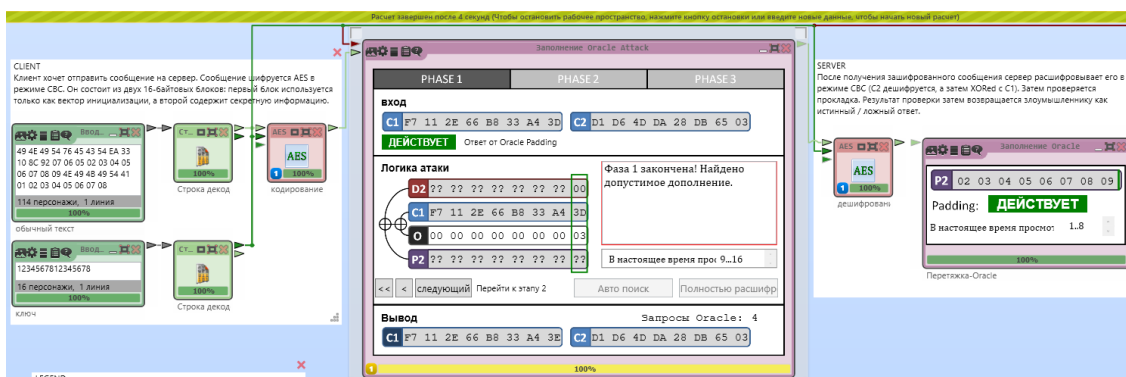 Расчет завершен после 4 секунд (Чтобы остановить рабочее пространство, нажмите кнопку остановки или введите новые данные, чтобы начать новый расчет)
CLIENT
Клиент хочет отправить сообщение на сервер. Сообщение шифруется AES в
режиме CBC. Он состоит из двух 16-байтовых блоков: первый блок используется
только как вектор инициализации, а второй содержит секретную информацию.
Ввод...
49 4E 49 54 76 45 43 54 EA 33
10 8C 92 07 06 05 02 03 04 05
06 07 08 09 4E 49 4B 49 54 41
01 02 03 04 05 06 07 08
114 персонажи, 1 линия
100%
обычный текст
Ст...
100%
Строка декод
AES
AES
1 100%
кодирование
Ввод...
1234567812345678
16 персонажи, 1 линия
100%
ключ
Ст...
100%
Строка декод
Заполнение Oracle Attack
PHASE 1 PHASE 2 PHASE 3
вход
C1 F7 11 2E 66 B8 33 A4 3D C2 D1 D6 4D DA 28 DB 65 03
ДЕЙСТВУЕТ Ответ от Oracle Padding
Логика атаки
D2 ?? ?? ?? ?? ?? ?? ?? 00
C1 F7 11 2E 66 B8 33 A4 3D
O 00 00 00 00 00 00 00 03
P2 ?? ?? ?? ?? ?? ?? ?? ??
Фаза 1 закончена! Найдено
допустимое дополнение.
В настоящее время прос 9..16
<< < следующий Перейти к этапу 2 Авто поиск Полностью расшифр
Вывод Запросы Oracle: 4
C1 F7 11 2E 66 B8 33 A4 3E C2 D1 D6 4D DA 28 DB 65 03
1 100%
SERVER
После получения зашифрованного сообщения сервер расшифровывает его в
режиме CBC (C2 дешифруется, а затем XORed с C1). Затем проверяется
прокладка. Результат проверки затем возвращается злоумышленнику как
истинный / ложный ответ.
AES
AES
1 100%
дешифровани
Заполнение Oracle
P2 02 03 04 05 06 07 08 09
Padding: ДЕЙСТВУЕТ
В настоящее время просмот 1..8
100%
Перетяжка-Oracle